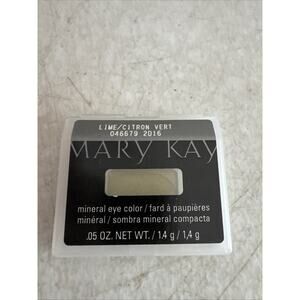 LIME/CITRON VERT
046679 2016
MARY KAY
mineral eye color / fard à paupières
minéral / sombra mineral compacta
.05 OZ. NET WT. / 1,4 g / 1,4 g